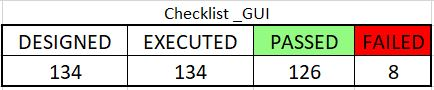 Checklist _GUI
DESIGNED EXECUTED PASSED FAILED
134 134 126 8